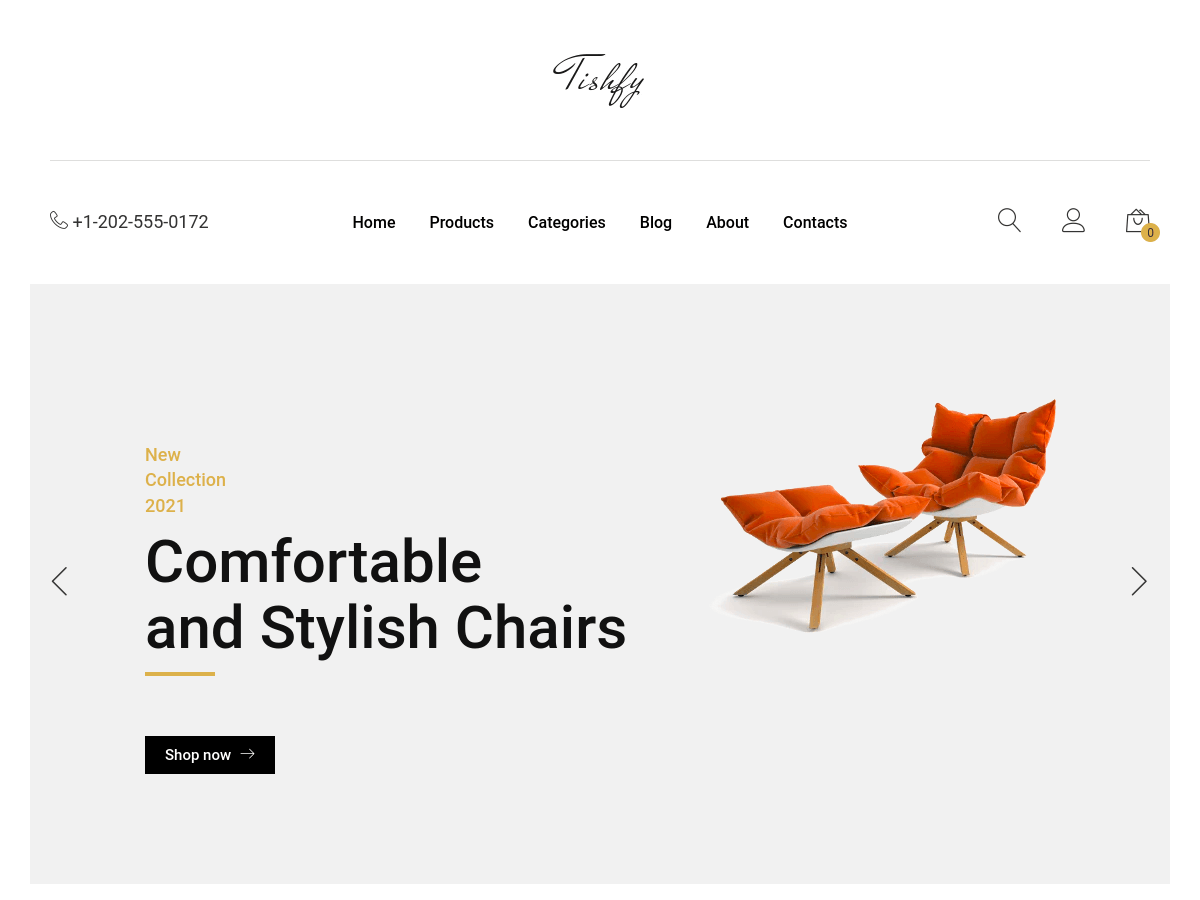 Tishfy
+1-202-555-0172
Home Products Categories Blog About Contacts
0
New
Collection
2021
Comfortable
and Stylish Chairs
Shop now